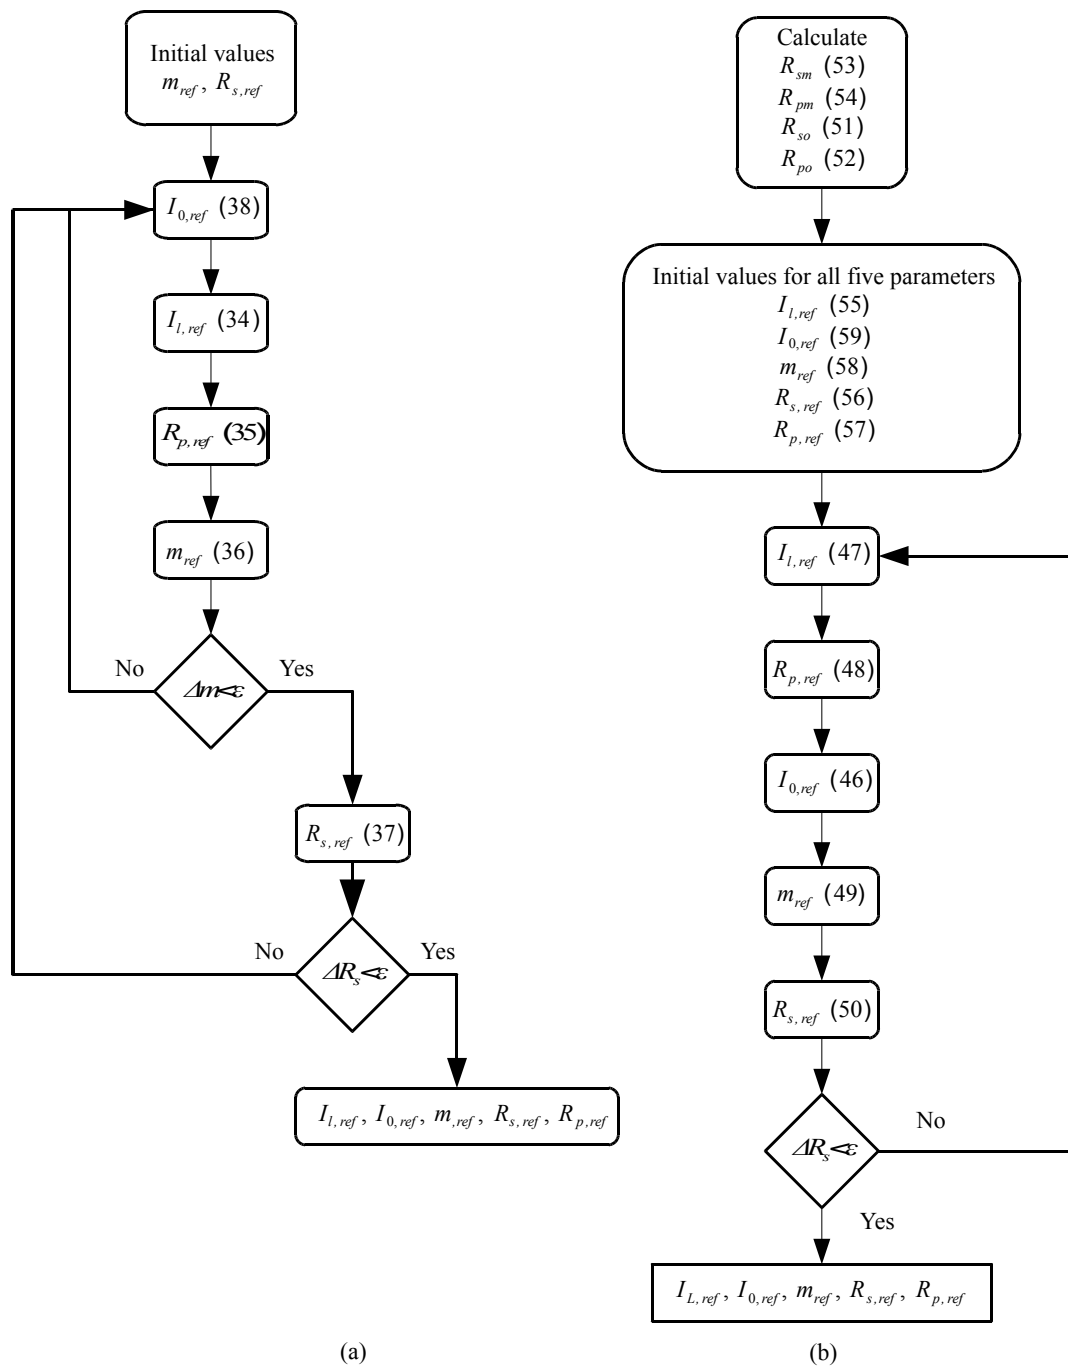 Initial values
m_ref, R_s,ref
I_0,ref (38)
I_l,ref (34)
R_p,ref (35)
m_ref (36)
No
Yes
Δm<ε
R_s,ref (37)
No
Yes
ΔR_s<ε
I_l,ref, I_0,ref, m_,ref, R_s,ref, R_p,ref
(a)
Calculate
R_sm (53)
R_pm (54)
R_so (51)
R_po (52)
Initial values for all five parameters
I_l,ref (55)
I_0,ref (59)
m_ref (58)
R_s,ref (56)
R_p,ref (57)
I_l,ref (47)
R_p,ref (48)
I_0,ref (46)
m_ref (49)
R_s,ref (50)
No
ΔR_s<ε
Yes
I_L,ref, I_0,ref, m_ref, R_s,ref, R_p,ref
(b)